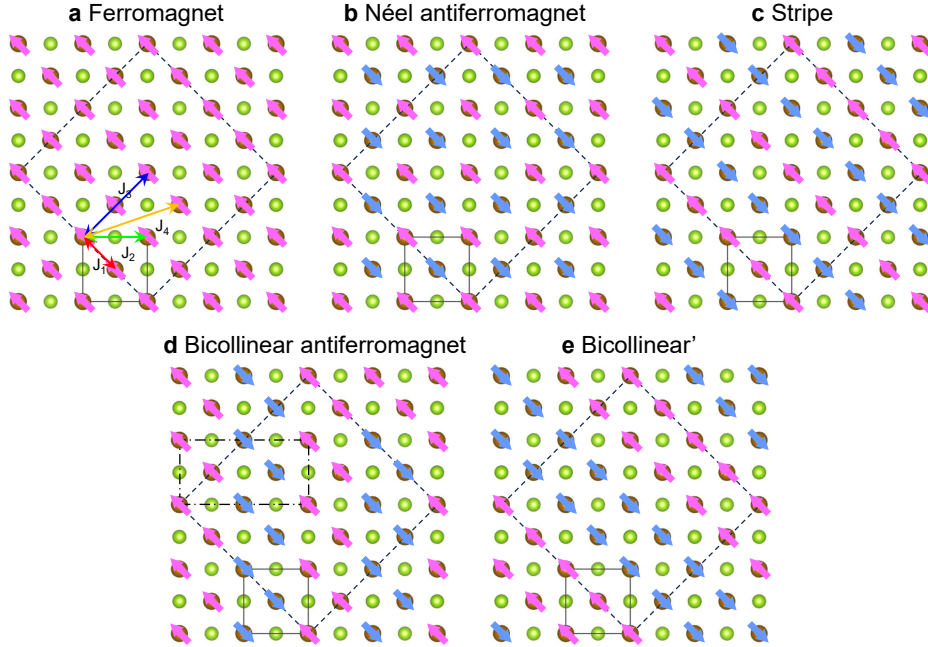 a Ferromagnet
b Néel antiferromagnet
c Stripe
J3
J4
J2
J1
d Bicollinear antiferromagnet
e Bicollinear’